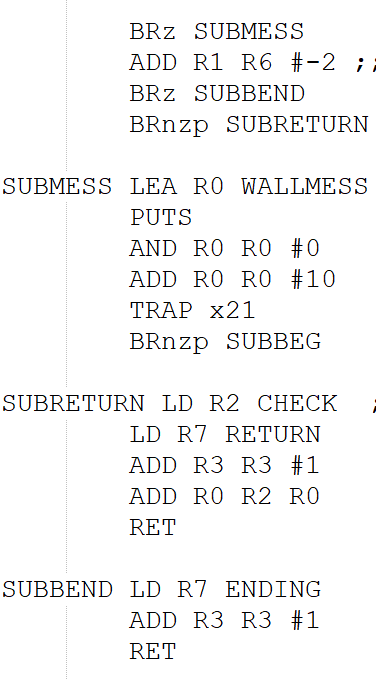 BRz SUBMESS
ADD R1 R6 #-2 ;;
BRz SUBBEND
BRnzp SUBRETURN
SUBMESS LEA R0 WALLMESS
PUTS
AND R0 R0 #0
ADD R0 R0 #10
TRAP x21
BRnzp SUBBEG
SUBRETURN LD R2 CHECK ;
LD R7 RETURN
ADD R3 R3 #1
ADD R0 R2 R0
RET
SUBBEND LD R7 ENDING
ADD R3 R3 #1
RET